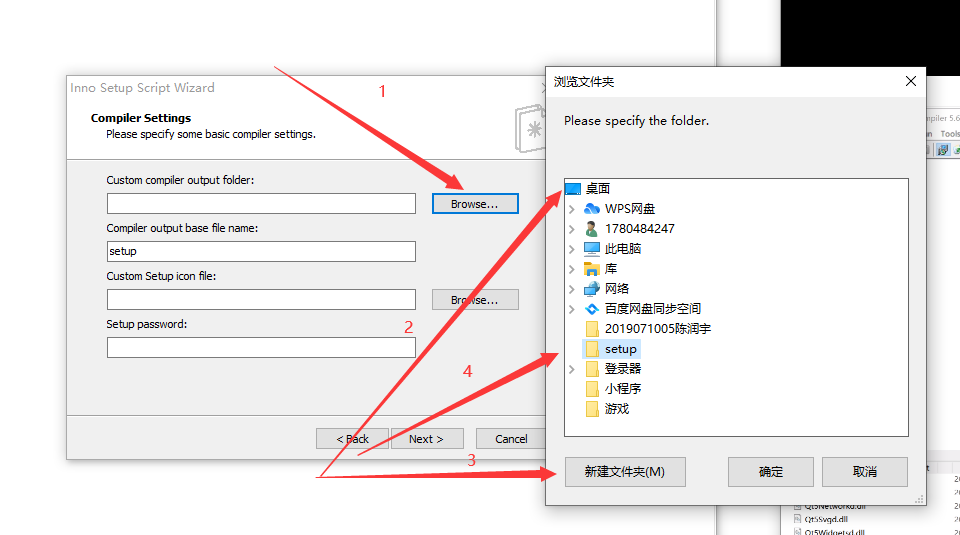 Inno Setup Script Wizard
Compiler Settings
Please specify some basic compiler settings.
Custom compiler output folder:
Browse...
Compiler output base file name:
setup
Custom Setup icon file:
Browse...
Setup password:
< Back
Next >
Cancel
1
2
4
3
浏览文件夹
Please specify the folder.
桌面
WPS网盘
1780484247
此电脑
库
网络
百度网盘同步空间
2019071005陈润宇
setup
登录器
小程序
游戏
新建文件夹(M)
确定
取消
mpiler 5.6
Tools
Qt5Networkd.dll
Qt5Svgd.dll
Qt5Widgetsd.dll